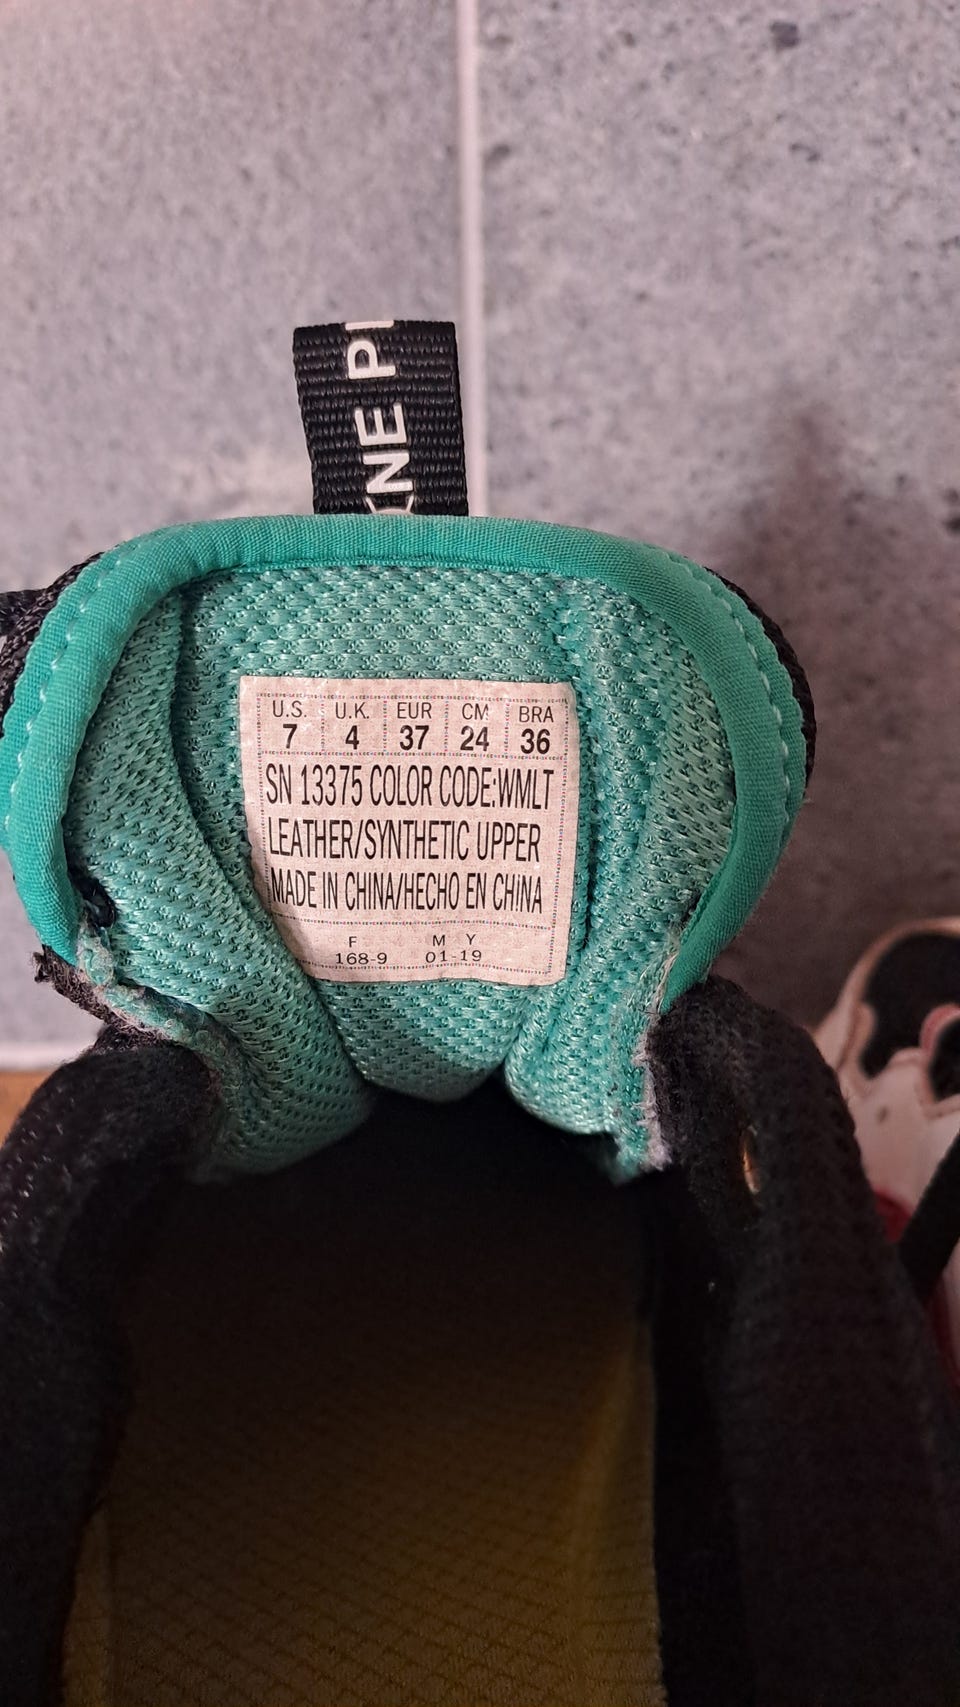 NE P
U.S. U.K. EUR CM BRA
7 4 37 24 36
SN 13375 COLOR CODE:WMLT
LEATHER/SYNTHETIC UPPER
MADE IN CHINA/HECHO EN CHINA
F M Y
168-9 01-19